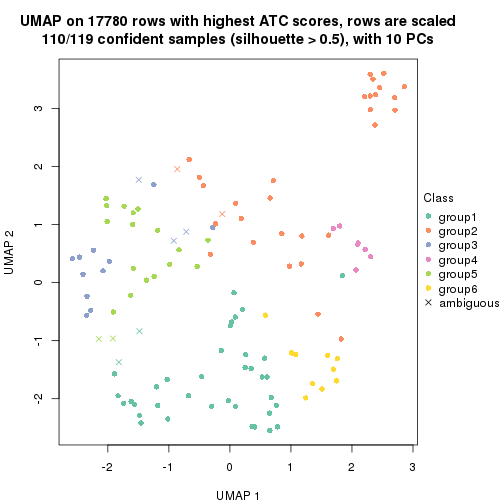 UMAP on 17780 rows with highest ATC scores, rows are scaled
110/119 confident samples (silhouette > 0.5), with 10 PCs
3
2
1
0
-1
-2
UMAP 2
-2
-1
0
1
2
3
UMAP 1
Class
group1
group2
group3
group4
group5
group6
ambiguous